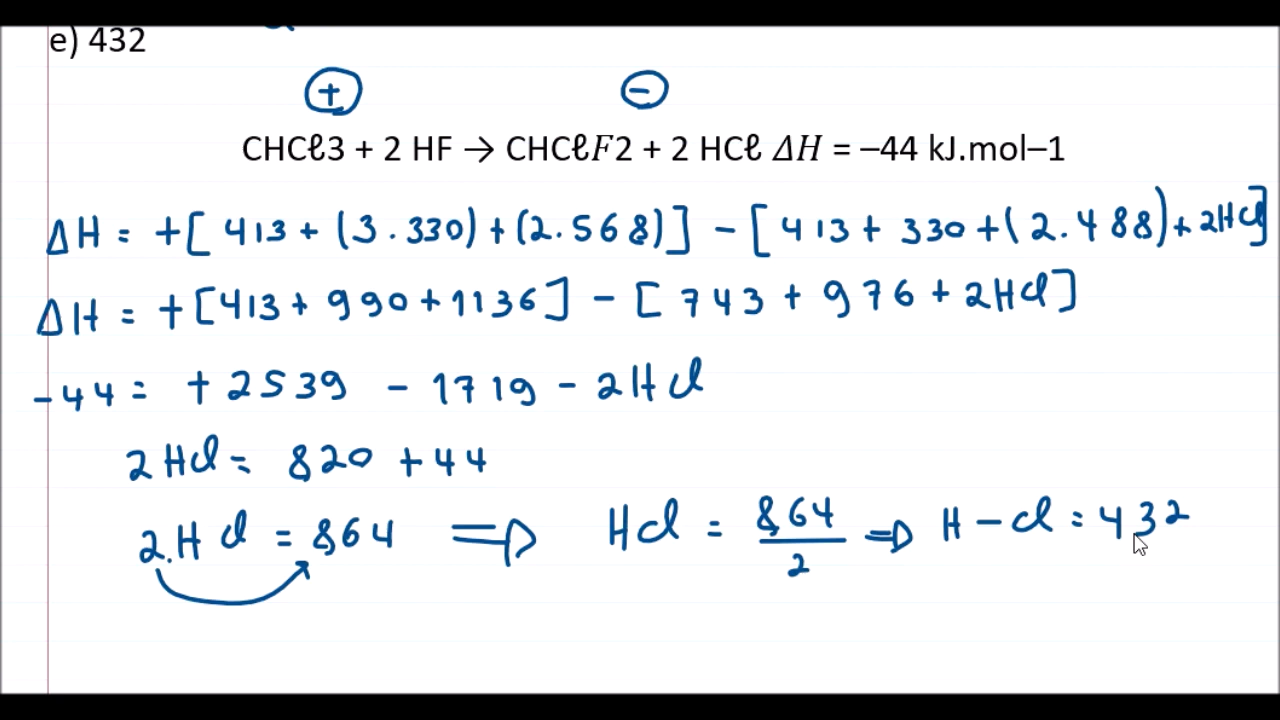 e) 432
+ −
CHCℓ3 + 2 HF → CHCℓF2 + 2 HCℓ ΔH = –44 kJ.mol–1
ΔH = +[413 + (3.330) + (2.568)] − [413 + 330 + (2.488) + 2HCl]
ΔH = +[413 + 990 + 1136] − [743 + 976 + 2HCl]
-44 = +2539 - 1719 - 2HCl
2HCl = 820 + 44
2.HCl = 864 ⇒ HCl = 864/2 ⇒ H-Cl = 432